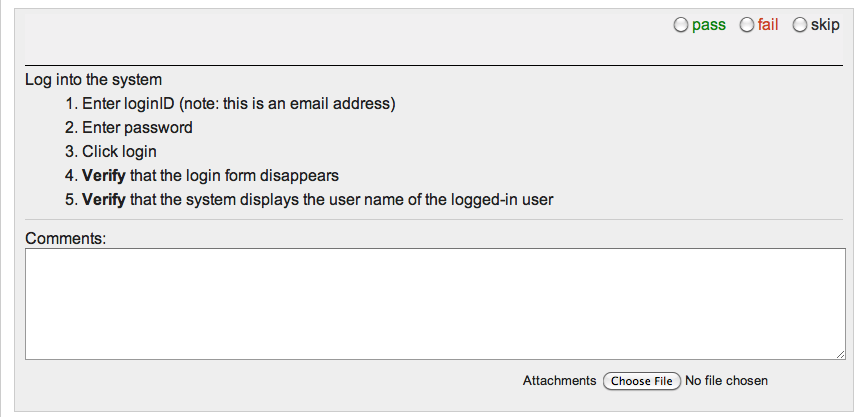 pass fail skip
Log into the system
1. Enter loginID (note: this is an email address)
2. Enter password
3. Click login
4. Verify that the login form disappears
5. Verify that the system displays the user name of the logged-in user
Comments:
Attachments Choose File No file chosen